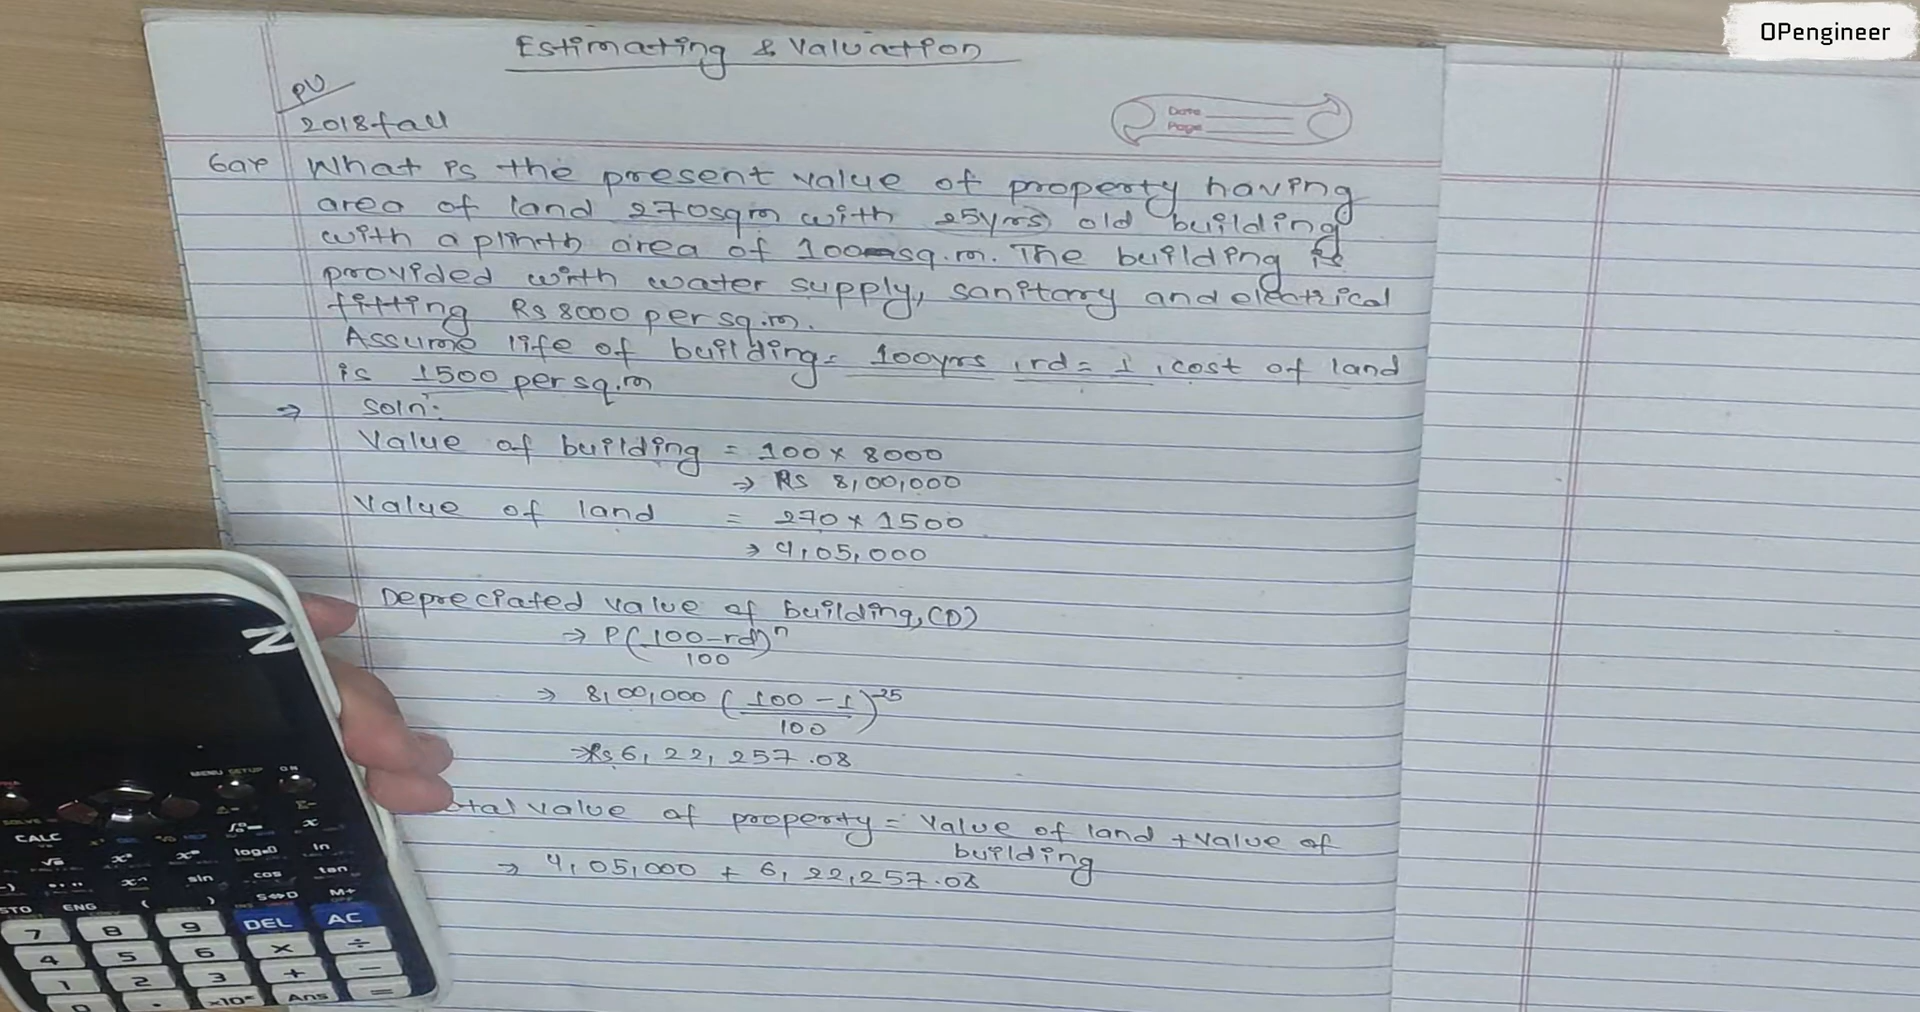 OPengineer
Estimating & Valuation
PU
2018 fall
Date
Page
What is the present value of property having
area of land 270sqm with 25yrs old building
with a plinth area of 100 sq.m. The building is
provided with water supply, sanitary and electrical
fitting Rs 8000 per sq.m.
Assume life of building = 100yrs, rd = 1, cost of land
is 1500 per sq.m
⇒ Soln:
Value of building = 100 × 8000
→ Rs 8,00,000
Value of land = 270 × 1500
→ 4,05,000
Depreciated value of building, (D)
→ P(100-rd)ⁿ
100
→ 8,00,000 (100-1)²⁵
100
→ Rs 6,22,257.08
tal value of property = Value of land + value of
building
→ 4,05,000 + 6,22,257.08
MENU SETUP ON
CALC ∫ x
log ln
sin cos tan
STO ENG ( ) S⇔D M+
7 8 9 DEL AC
4 5 6 × ÷
1 2 3 + −
0 . ×10 Ans =